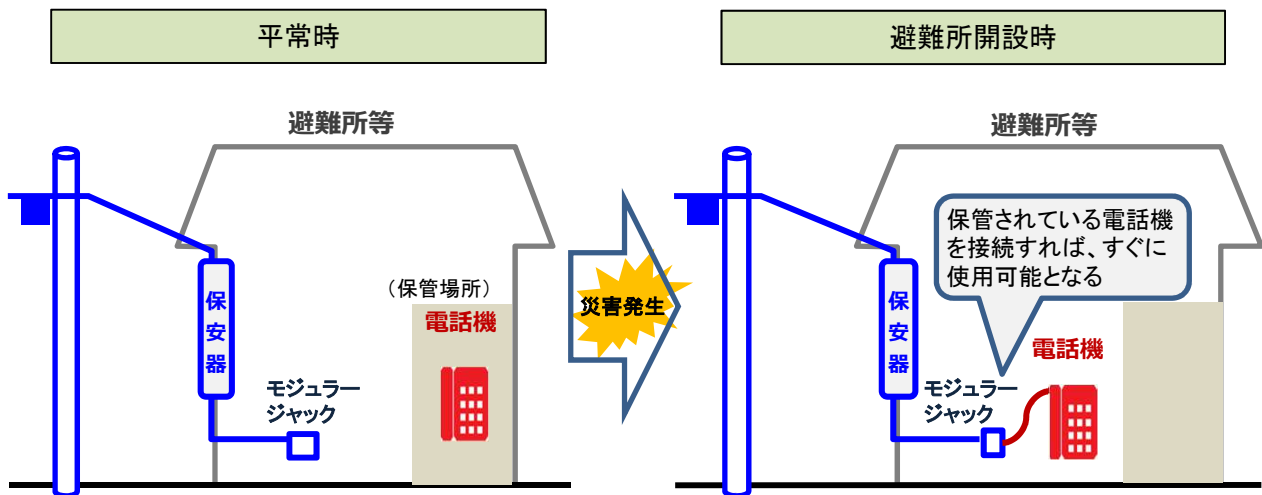 平常時
避難所等
保安器
モジュラー
ジャック
（保管場所）
電話機
災害発生
避難所開設時
避難所等
保管されている電話機
を接続すれば、すぐに
使用可能となる
保安器
モジュラー
ジャック
電話機